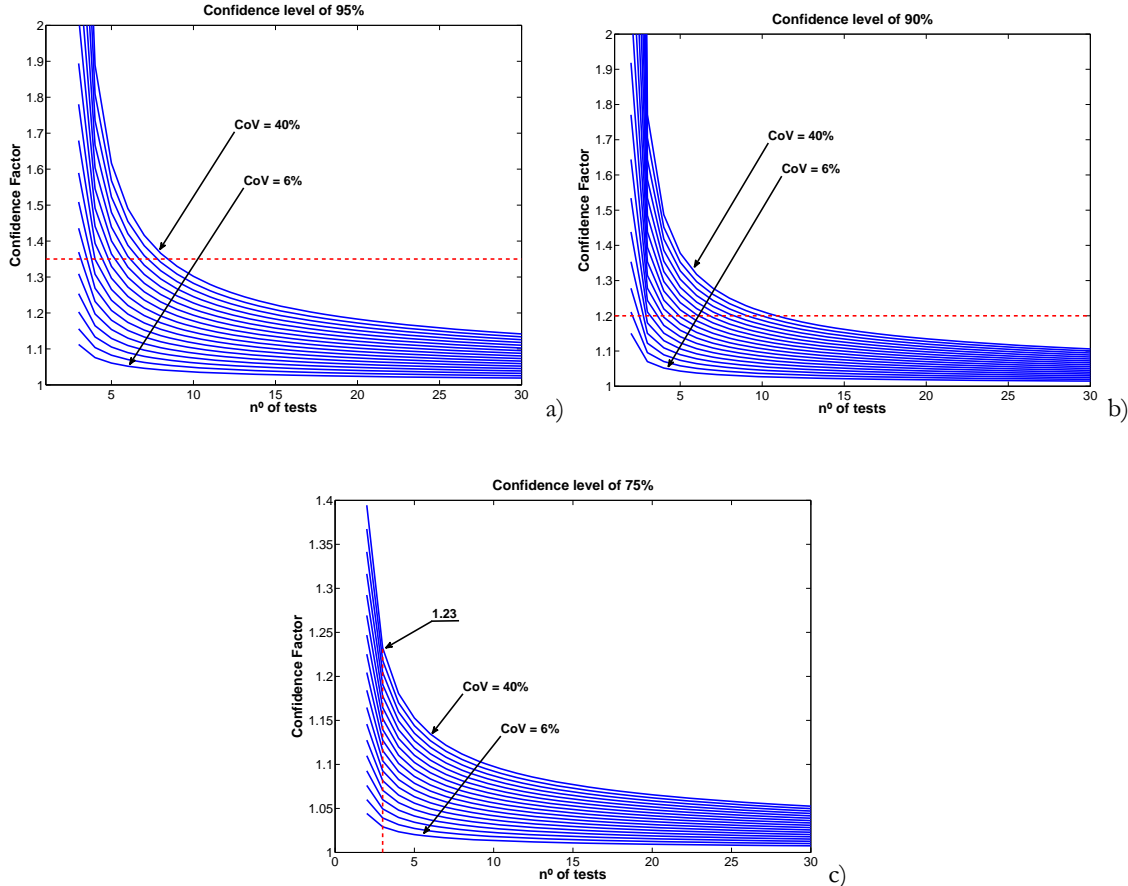 Confidence level of 95%
Confidence Factor
2
1.9
1.8
1.7
1.6
1.5
1.4
1.3
1.2
1.1
1
CoV = 40%
CoV = 6%
5 10 15 20 25 30
nº of tests
a)
Confidence level of 90%
Confidence Factor
2
1.9
1.8
1.7
1.6
1.5
1.4
1.3
1.2
1.1
1
CoV = 40%
CoV = 6%
5 10 15 20 25 30
nº of tests
b)
Confidence level of 75%
Confidence Factor
1.4
1.35
1.3
1.25
1.2
1.15
1.1
1.05
1
1.23
CoV = 40%
CoV = 6%
0 5 10 15 20 25 30
nº of tests
c)